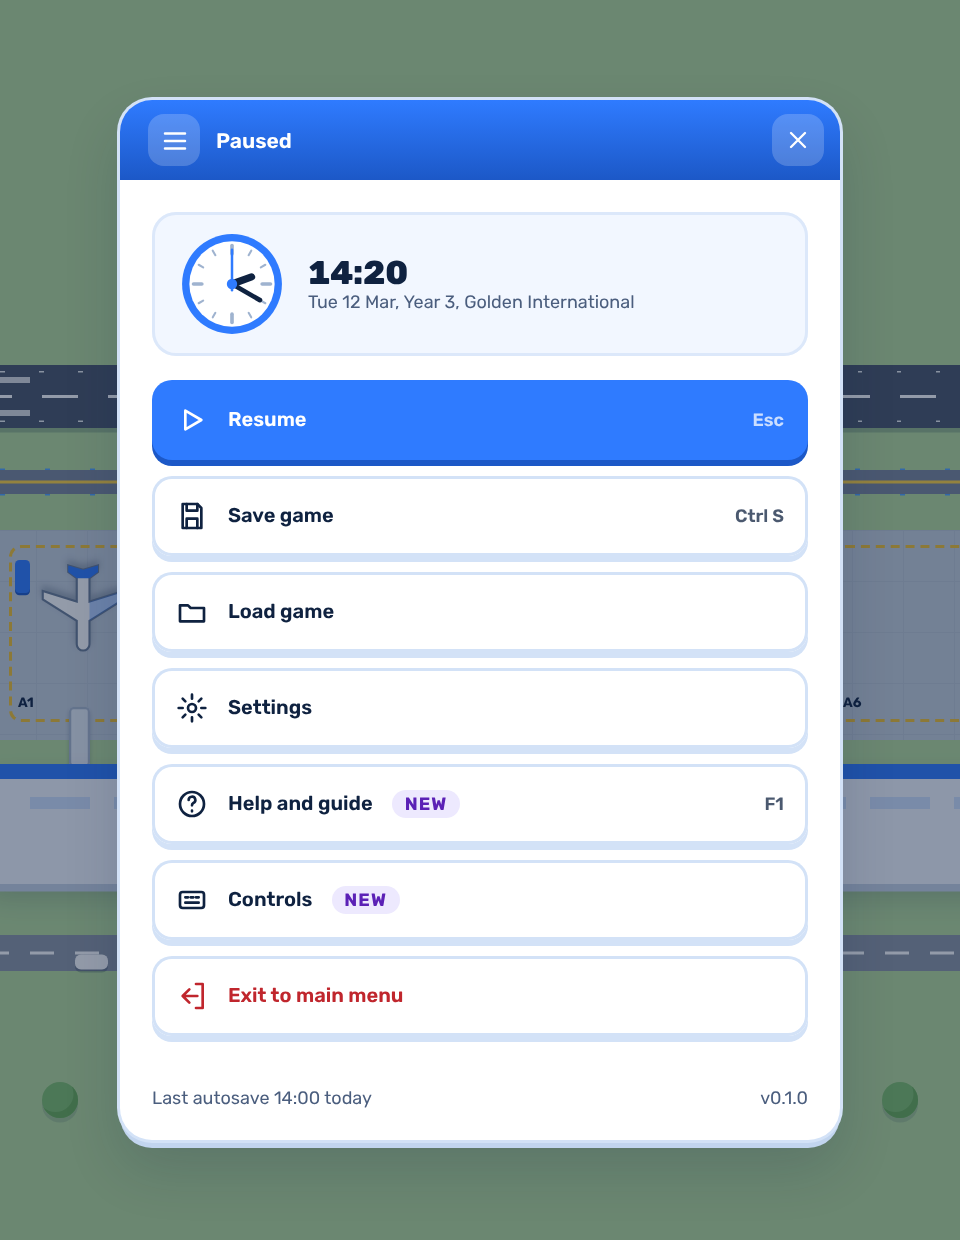 Paused
14:20
Tue 12 Mar, Year 3, Golden International
Resume Esc
Save game Ctrl S
Load game
Settings
A1
A6
Help and guide NEW F1
Controls NEW
Exit to main menu
Last autosave 14:00 today v0.1.0